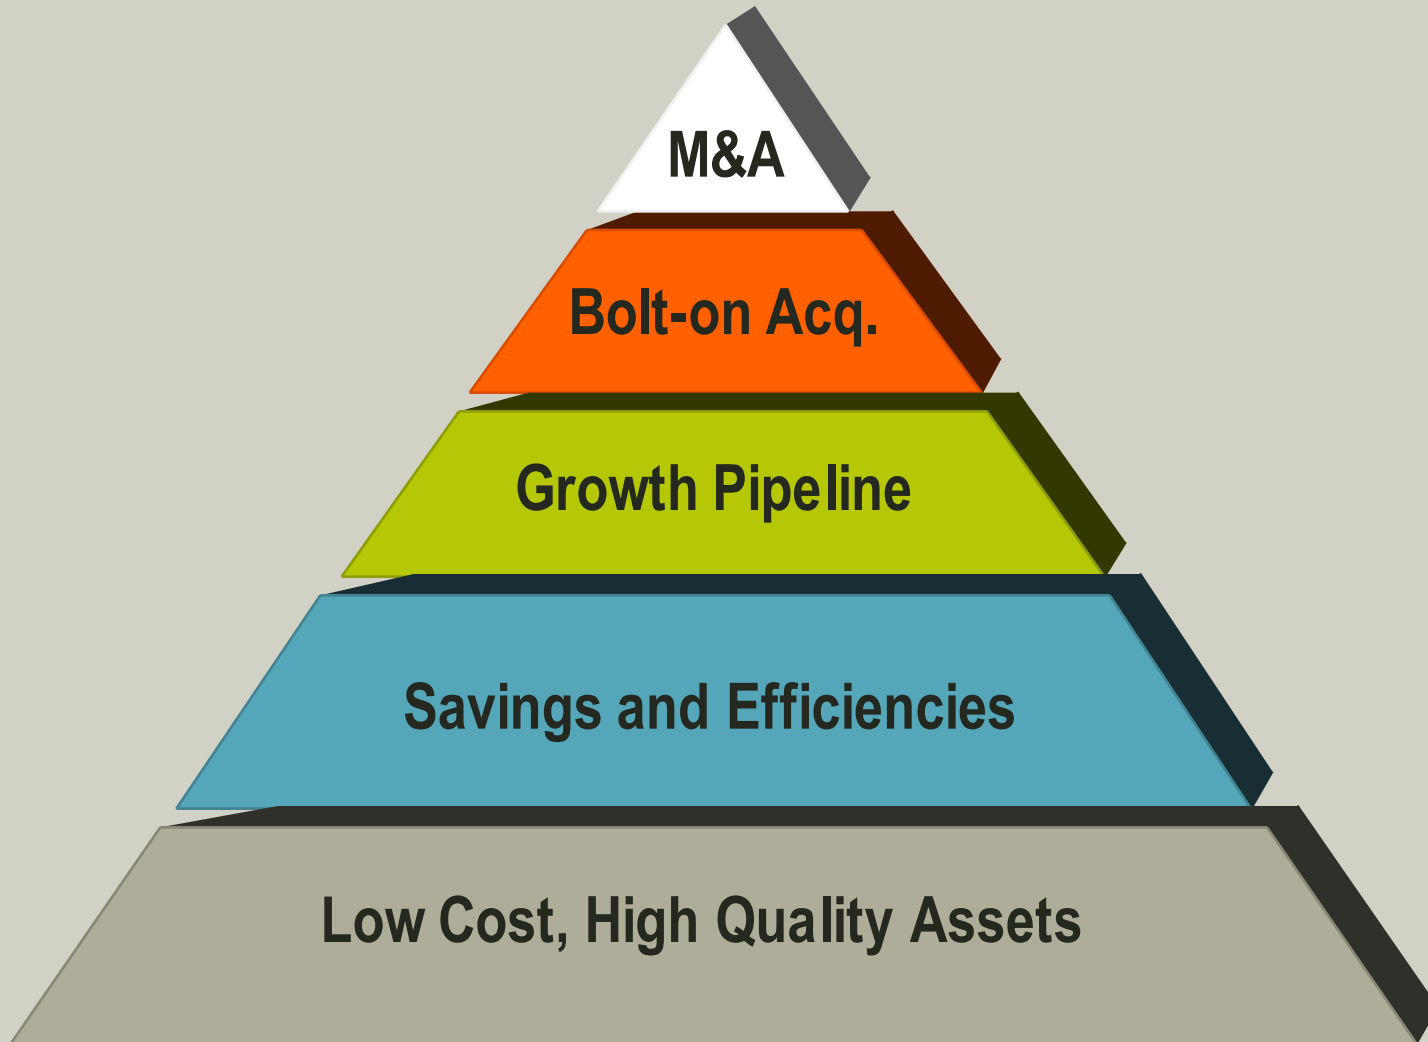 M&A
Bolt-on Acq.
Growth Pipeline
Savings and Efficiencies
Low Cost, High Quality Assets